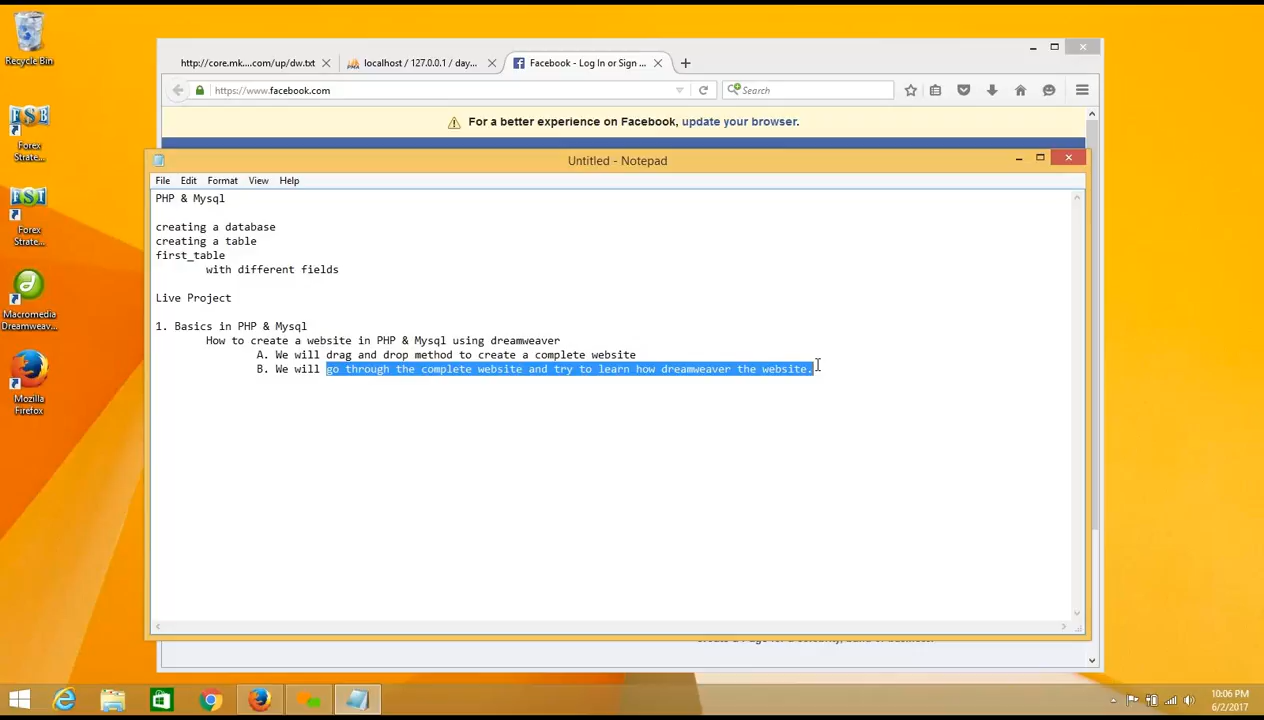 Recycle Bin
Forex
Strate...
Forex
Strate...
Macromedia
Dreamweav...
Mozilla
Firefox
http://core.mk....com/up/dw.txt
localhost / 127.0.0.1 / day...
Facebook - Log In or Sign ...
https://www.facebook.com
Search
For a better experience on Facebook, update your browser.
Untitled - Notepad
File Edit Format View Help
PHP & Mysql
creating a database
creating a table
first_table
with different fields
Live Project
1. Basics in PHP & Mysql
How to create a website in PHP & Mysql using dreamweaver
A. We will drag and drop method to create a complete website
B. We will go through the complete website and try to learn how dreamweaver the website.
10:06 PM
6/2/2017